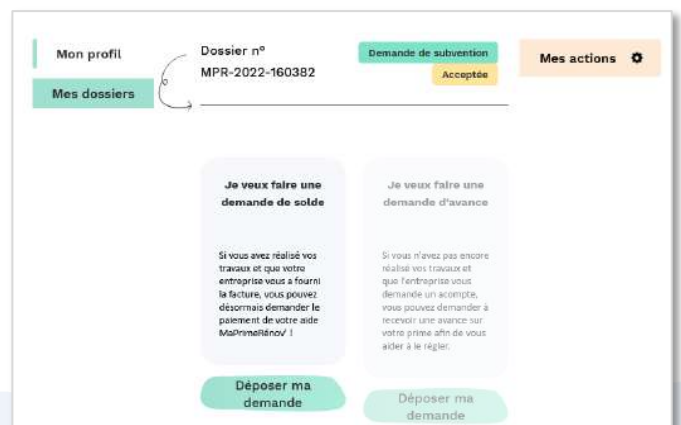 Mon profil
Mes dossiers
Dossier n°
MPR-2022-160382
Demande de subvention
Acceptée
Mes actions
Je veux faire une
demande de solde
Si vous avez réalisé vos
travaux et que votre
entreprise vous a fourni
la facture, vous pouvez
désormais demander le
paiement de votre aide
MaPrimeRénov' !
Déposer ma
demande
Je veux faire une
demande d'avance
Si vous n'avez pas encore
réalisé vos travaux et
que l'entreprise vous
demande un acompte,
vous pouvez demander à
recevoir une avance sur
votre prime afin de vous
aider à le régler.
Déposer ma
demande